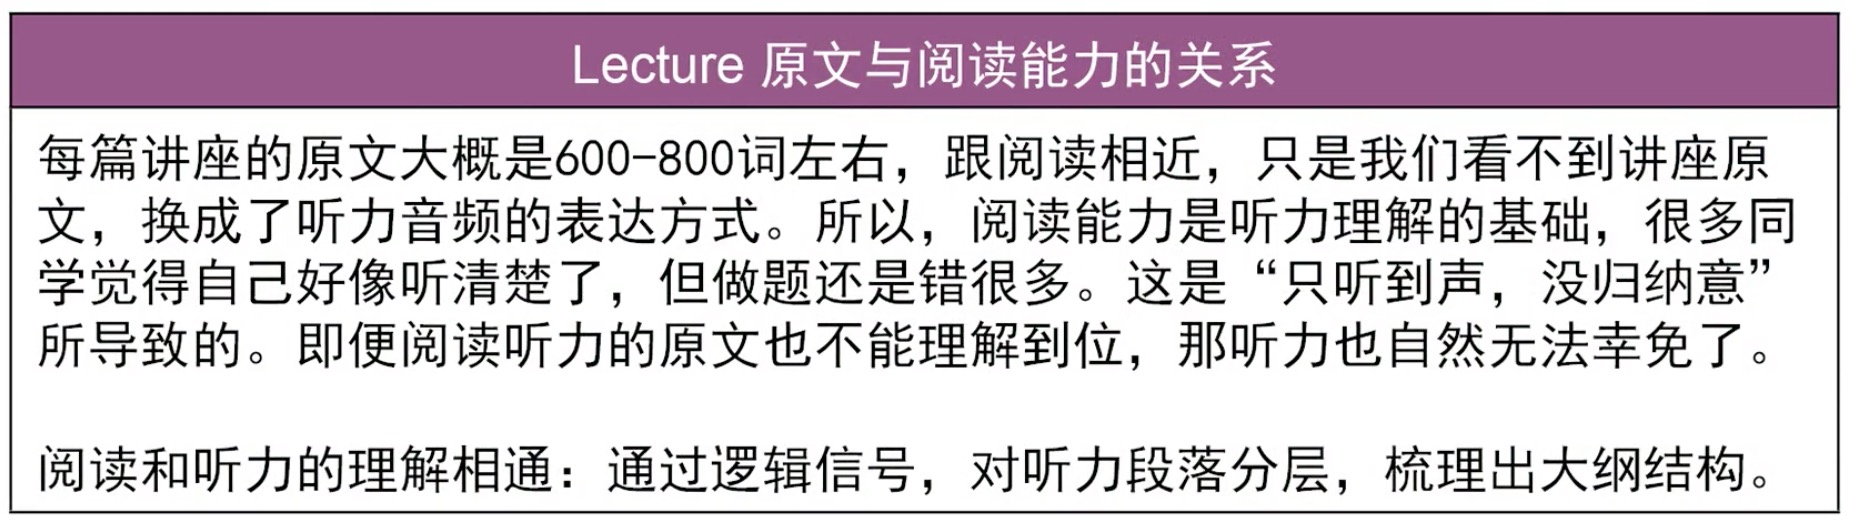 Lecture 原文与阅读能力的关系
每篇讲座的原文大概是600-800词左右，跟阅读相近，只是我们看不到讲座原
文，换成了听力音频的表达方式。所以，阅读能力是听力理解的基础，很多同
学觉得自己好像听清楚了，但做题还是错很多。这是“只听到声，没归纳意”
所导致的。即便阅读听力的原文也不能理解到位，那听力也自然无法幸免了。
阅读和听力的理解相通：通过逻辑信号，对听力段落分层，梳理出大纲结构。